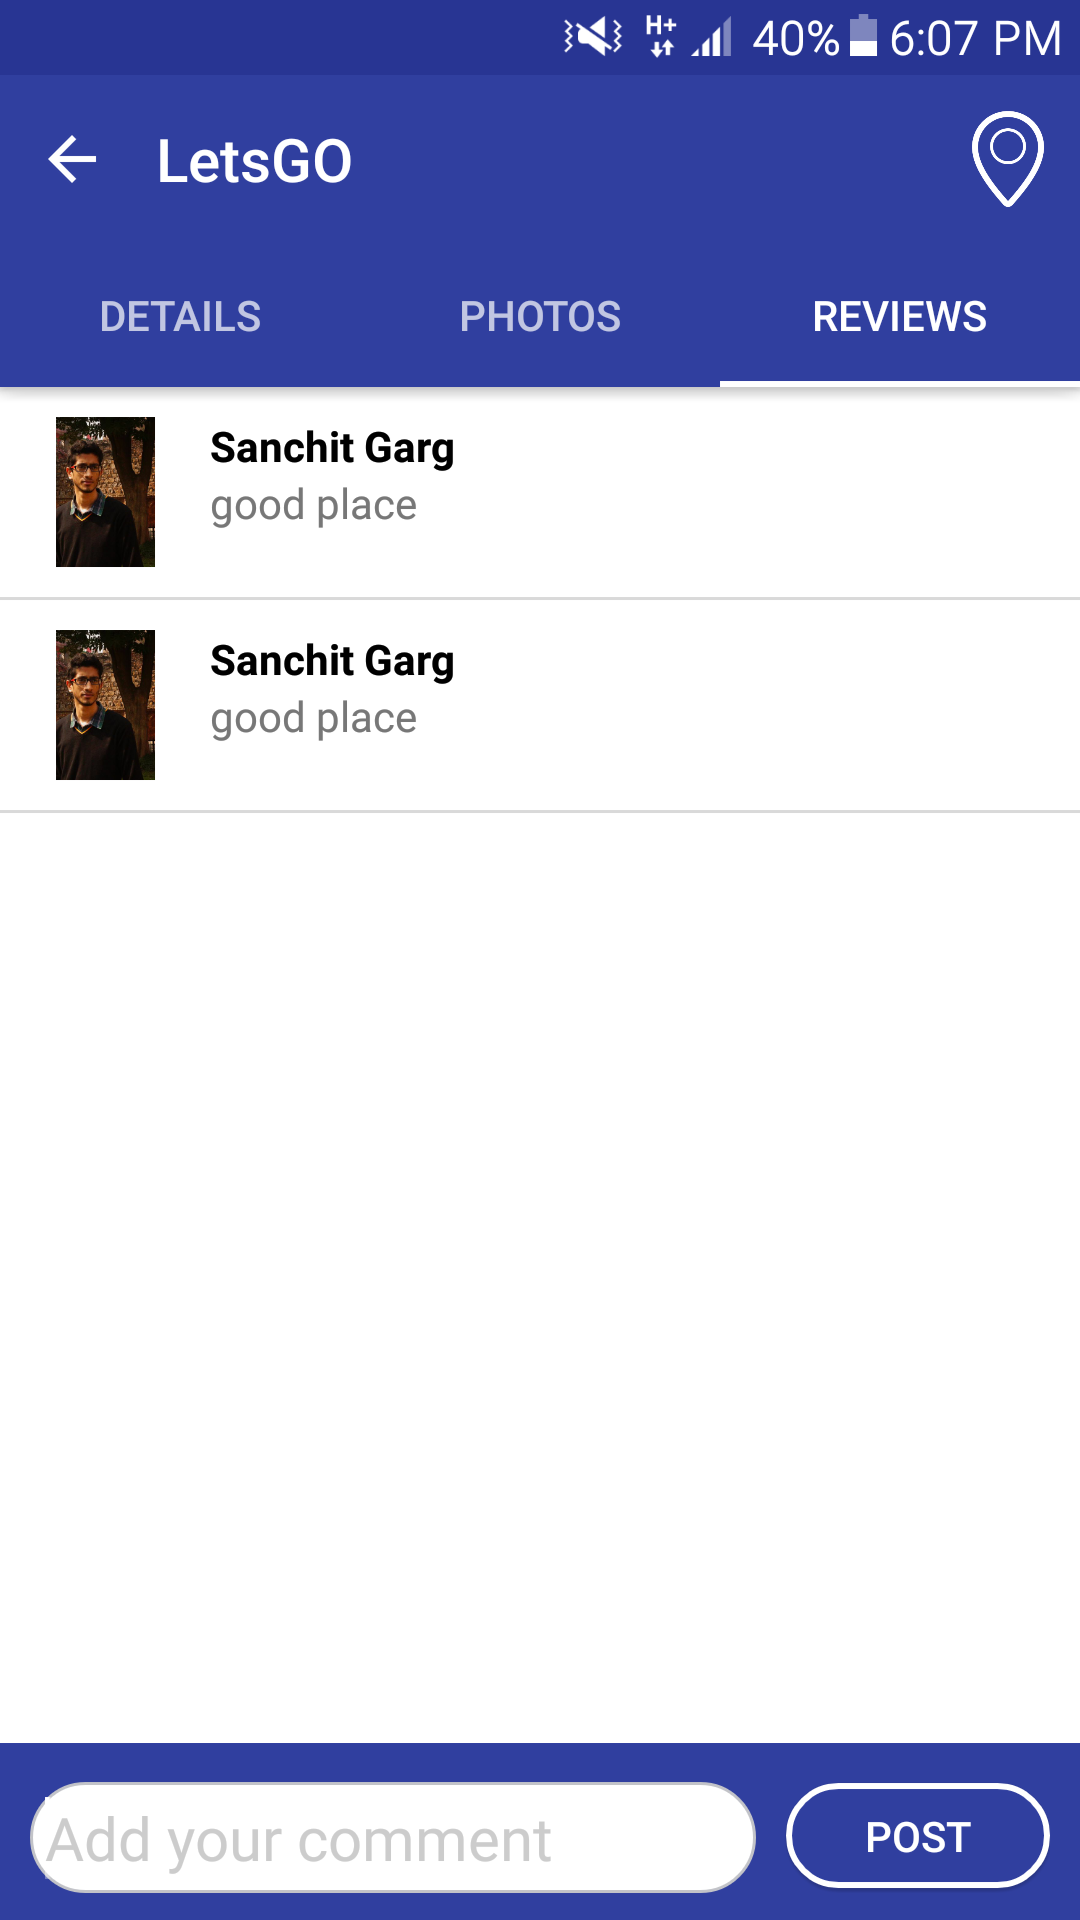 H+ 40% 6:07 PM
LetsGO
DETAILS PHOTOS REVIEWS
Sanchit Garg
good place
Sanchit Garg
good place
Add your comment POST